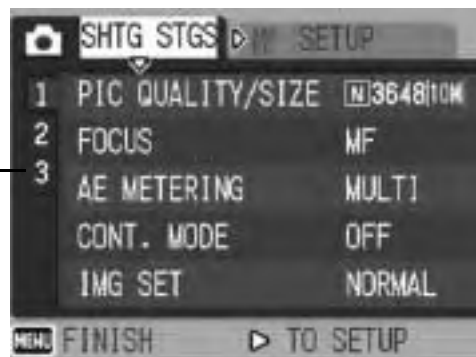 SHTG STGS SETUP
1 PIC QUALITY/SIZE N 3648 10M
2 FOCUS MF
3 AE METERING MULTI
CONT. MODE OFF
IMG SET NORMAL
MENU FINISH TO SETUP